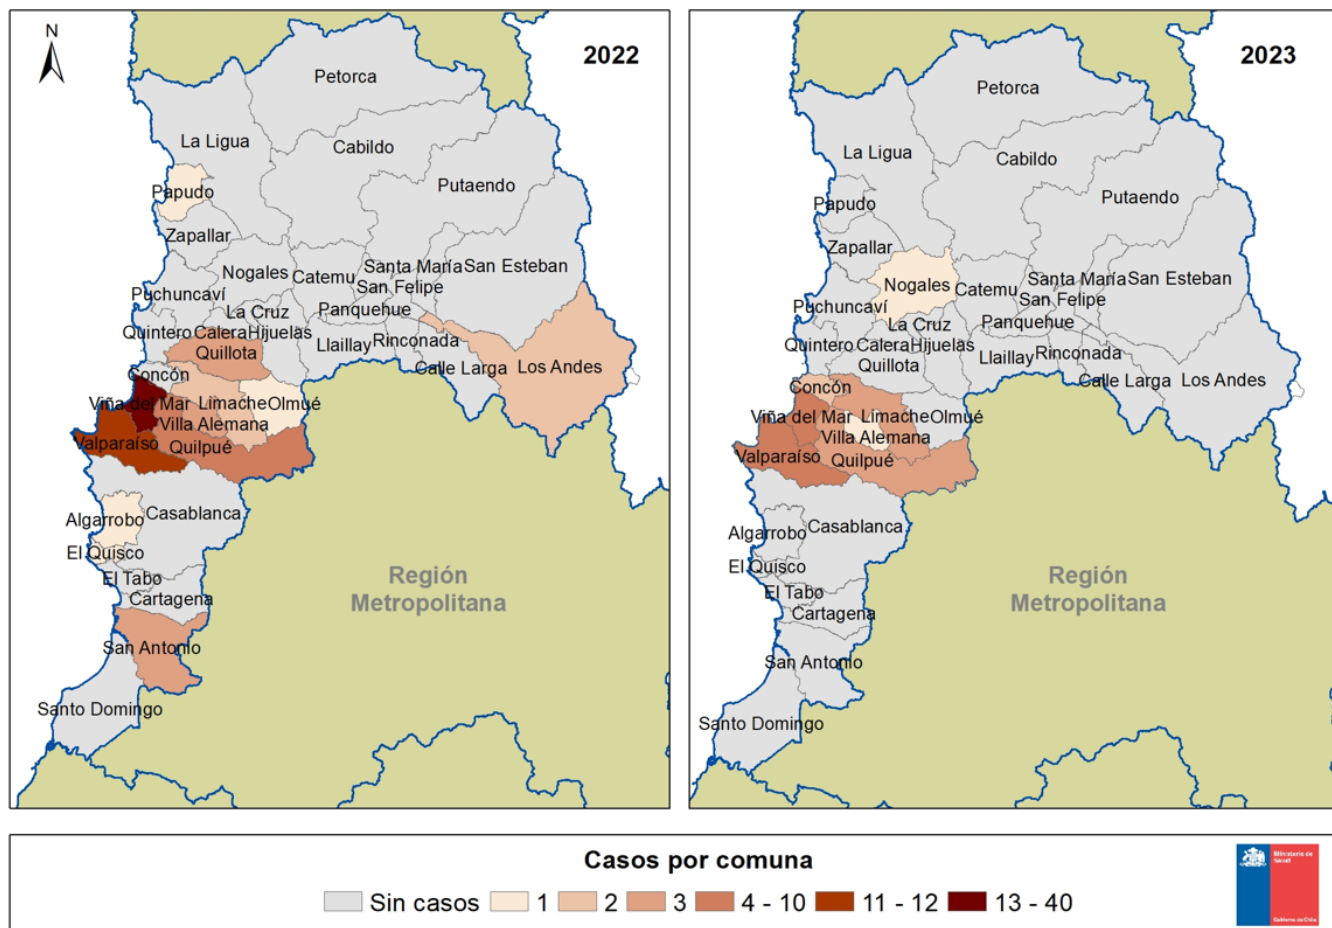 N
2022
Petorca
La Ligua
Cabildo
Papudo
Putaendo
Zapallar
Nogales
Catemu
Santa María
San Esteban
San Felipe
Puchuncaví
La Cruz
Panquehue
Quintero
Calera
Hijuelas
Quillota
Llaillay
Rinconada
Calle Larga
Los Andes
Concón
Viña del Mar
Limache
Olmué
Villa Alemana
Valparaíso
Quilpué
Algarrobo
Casablanca
El Quisco
El Tabo
Cartagena
San Antonio
Santo Domingo
Región
Metropolitana
2023
Petorca
La Ligua
Cabildo
Papudo
Putaendo
Zapallar
Nogales
Catemu
Santa María
San Esteban
San Felipe
Puchuncaví
La Cruz
Panquehue
Quintero
Calera
Hijuelas
Quillota
Llaillay
Rinconada
Calle Larga
Los Andes
Concón
Viña del Mar
Limache
Olmué
Villa Alemana
Valparaíso
Quilpué
Algarrobo
Casablanca
El Quisco
El Tabo
Cartagena
San Antonio
Santo Domingo
Región
Metropolitana
Casos por comuna
Sin casos 1 2 3 4 - 10 11 - 12 13 - 40
Ministerio de
Salud
Gobierno de Chile